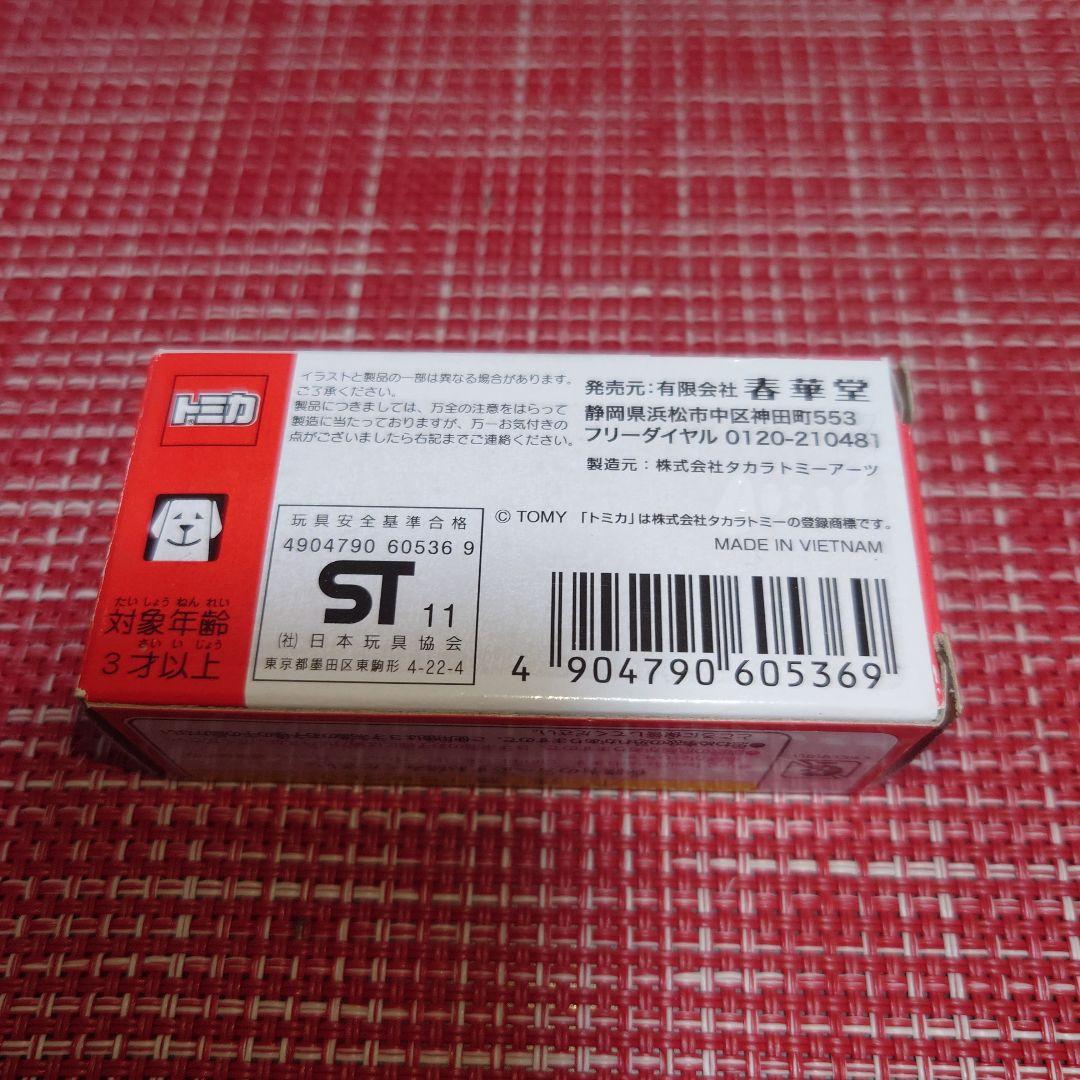 トミカ
たいしょうねんれい
対象年齢
さいいじょう
3才以上
イラストと製品の一部は異なる場合があります。
ご了承ください。
製品につきましては、万全の注意をはらって
製造に当たっておりますが、万一お気付きの
点がございましたら右記までご連絡ください。
発売元:有限会社 春華堂
静岡県浜松市中区神田町553
フリーダイヤル 0120-210481
製造元:株式会社タカラトミーアーツ
© TOMY 「トミカ」は株式会社タカラトミーの登録商標です。
MADE IN VIETNAM
玩具安全基準合格
4904790 60536 9
ST 11
(社)日本玩具協会
東京都墨田区東駒形 4-22-4
4 904790 605369